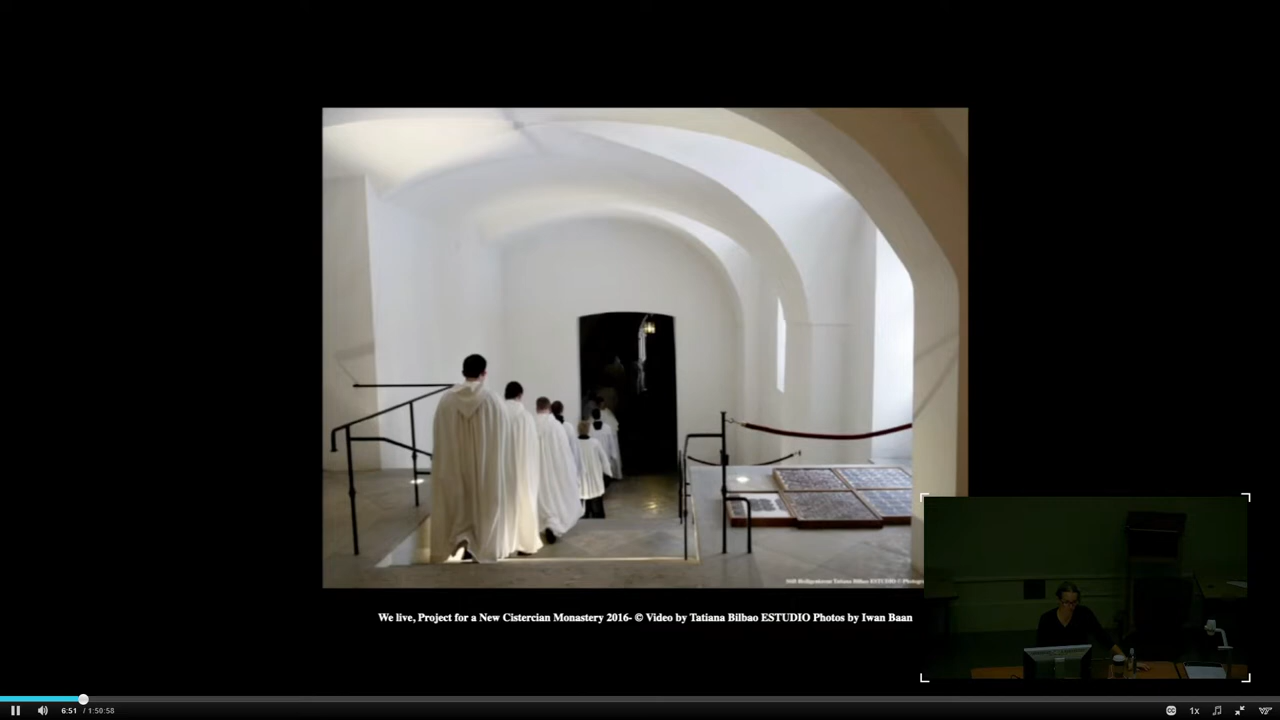 We live, Project for a New Cistercian Monastery 2016- © Video by Tatiana Bilbao ESTUDIO Photos by Iwan Baan
6:51 / 1:50:58
CC
1x